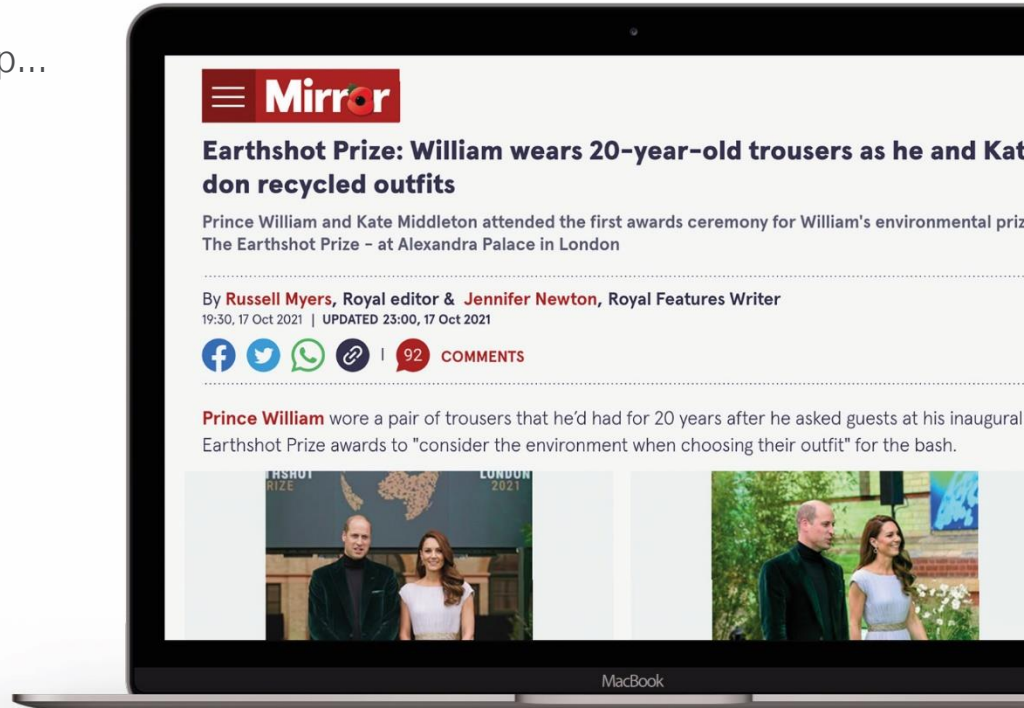 p...
Mirror
Earthshot Prize: William wears 20-year-old trousers as he and Kat
don recycled outfits
Prince William and Kate Middleton attended the first awards ceremony for William's environmental priz
The Earthshot Prize - at Alexandra Palace in London
By Russell Myers, Royal editor & Jennifer Newton, Royal Features Writer
19:30, 17 Oct 2021 | UPDATED 23:00, 17 Oct 2021
92 COMMENTS
Prince William wore a pair of trousers that he'd had for 20 years after he asked guests at his inaugural
Earthshot Prize awards to "consider the environment when choosing their outfit" for the bash.
THSHOT LONDON
RIZE 2021
MacBook